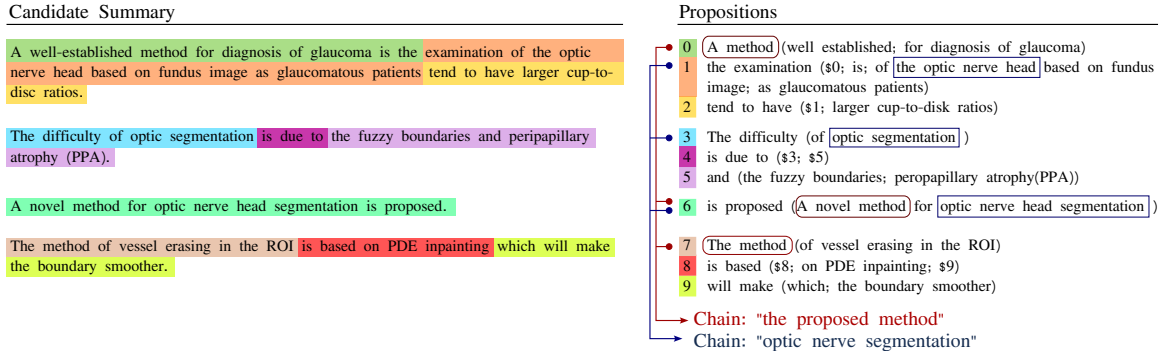 Candidate Summary
A well-established method for diagnosis of glaucoma is the examination of the optic
nerve head based on fundus image as glaucomatous patients tend to have larger cup-to-
disc ratios.
The difficulty of optic segmentation is due to the fuzzy boundaries and peripapillary
atrophy (PPA).
A novel method for optic nerve head segmentation is proposed.
The method of vessel erasing in the ROI is based on PDE inpainting which will make
the boundary smoother.
Propositions
0 A method (well established; for diagnosis of glaucoma)
1 the examination ($0; is; of the optic nerve head based on fundus
image; as glaucomatous patients)
2 tend to have ($1; larger cup-to-disk ratios)
3 The difficulty (of optic segmentation )
4 is due to ($3; $5)
5 and (the fuzzy boundaries; peropapillary atrophy(PPA))
6 is proposed (A novel method for optic nerve head segmentation )
7 The method (of vessel erasing in the ROI)
8 is based ($8; on PDE inpainting; $9)
9 will make (which; the boundary smoother)
Chain: "the proposed method"
Chain: "optic nerve segmentation"